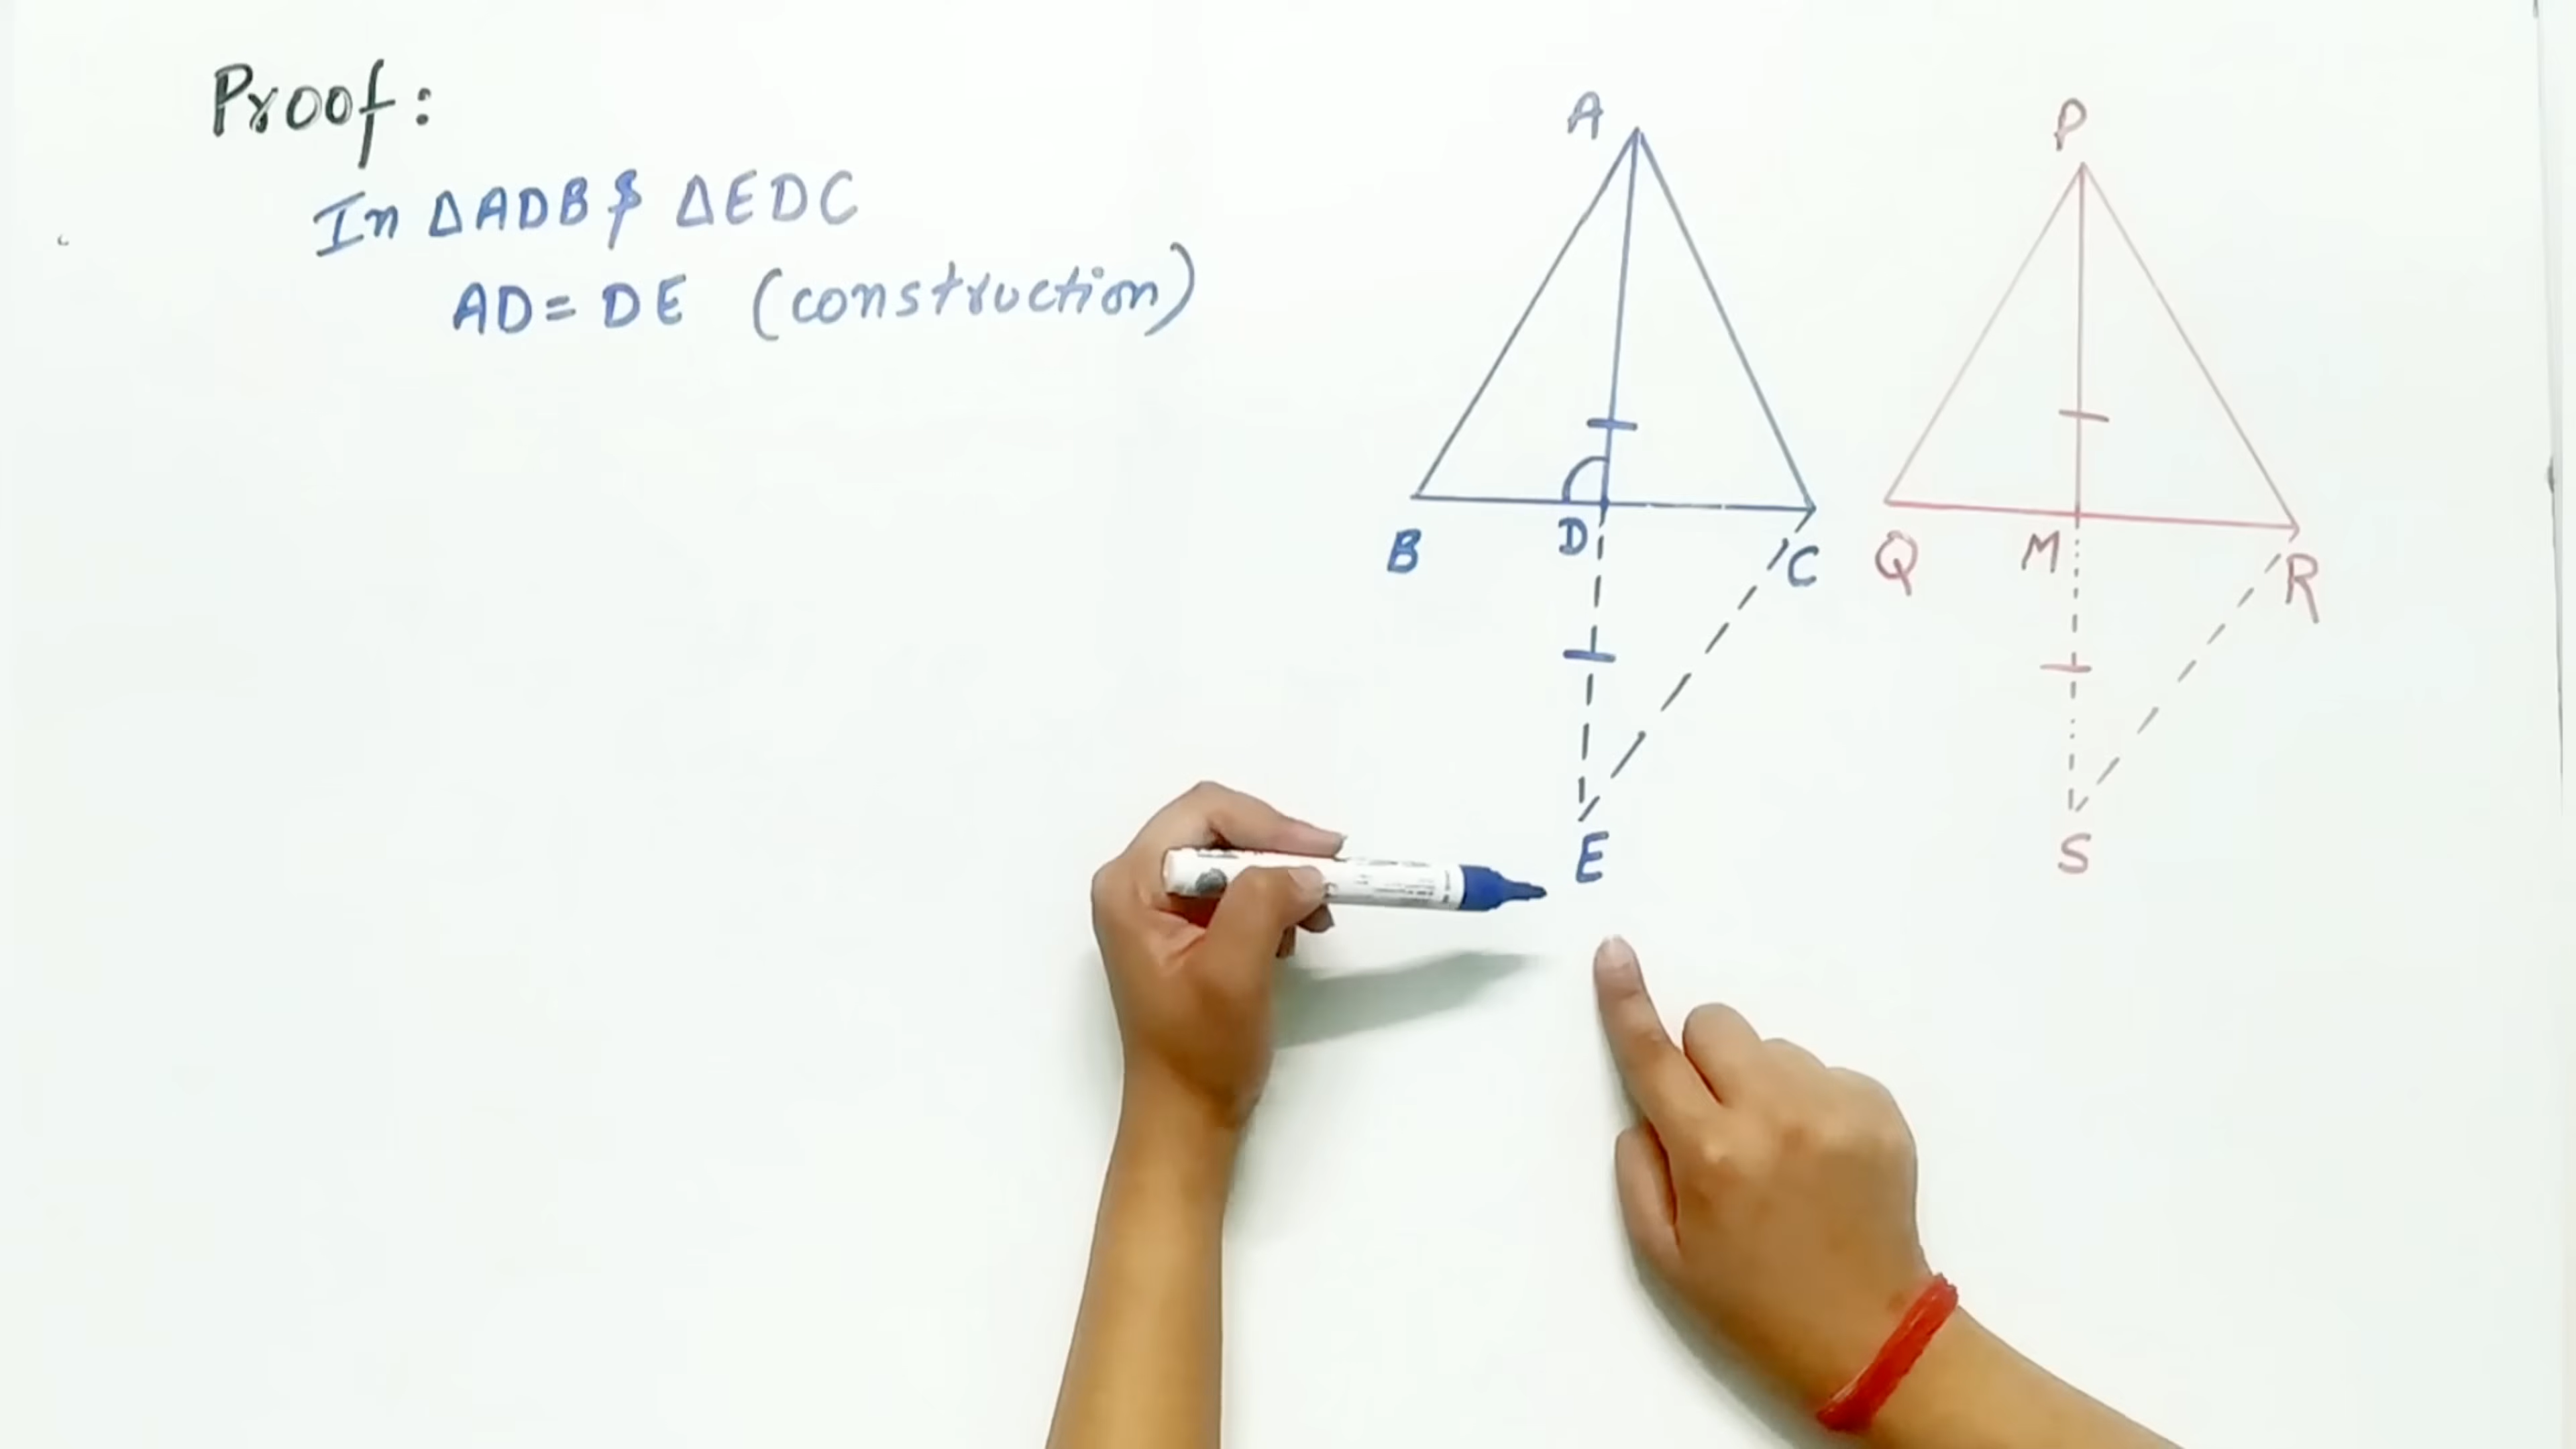 Proof:
In ΔADB & ΔEDC
AD = DE (construction)
A
P
B
D
C
Q
M
R
E
S